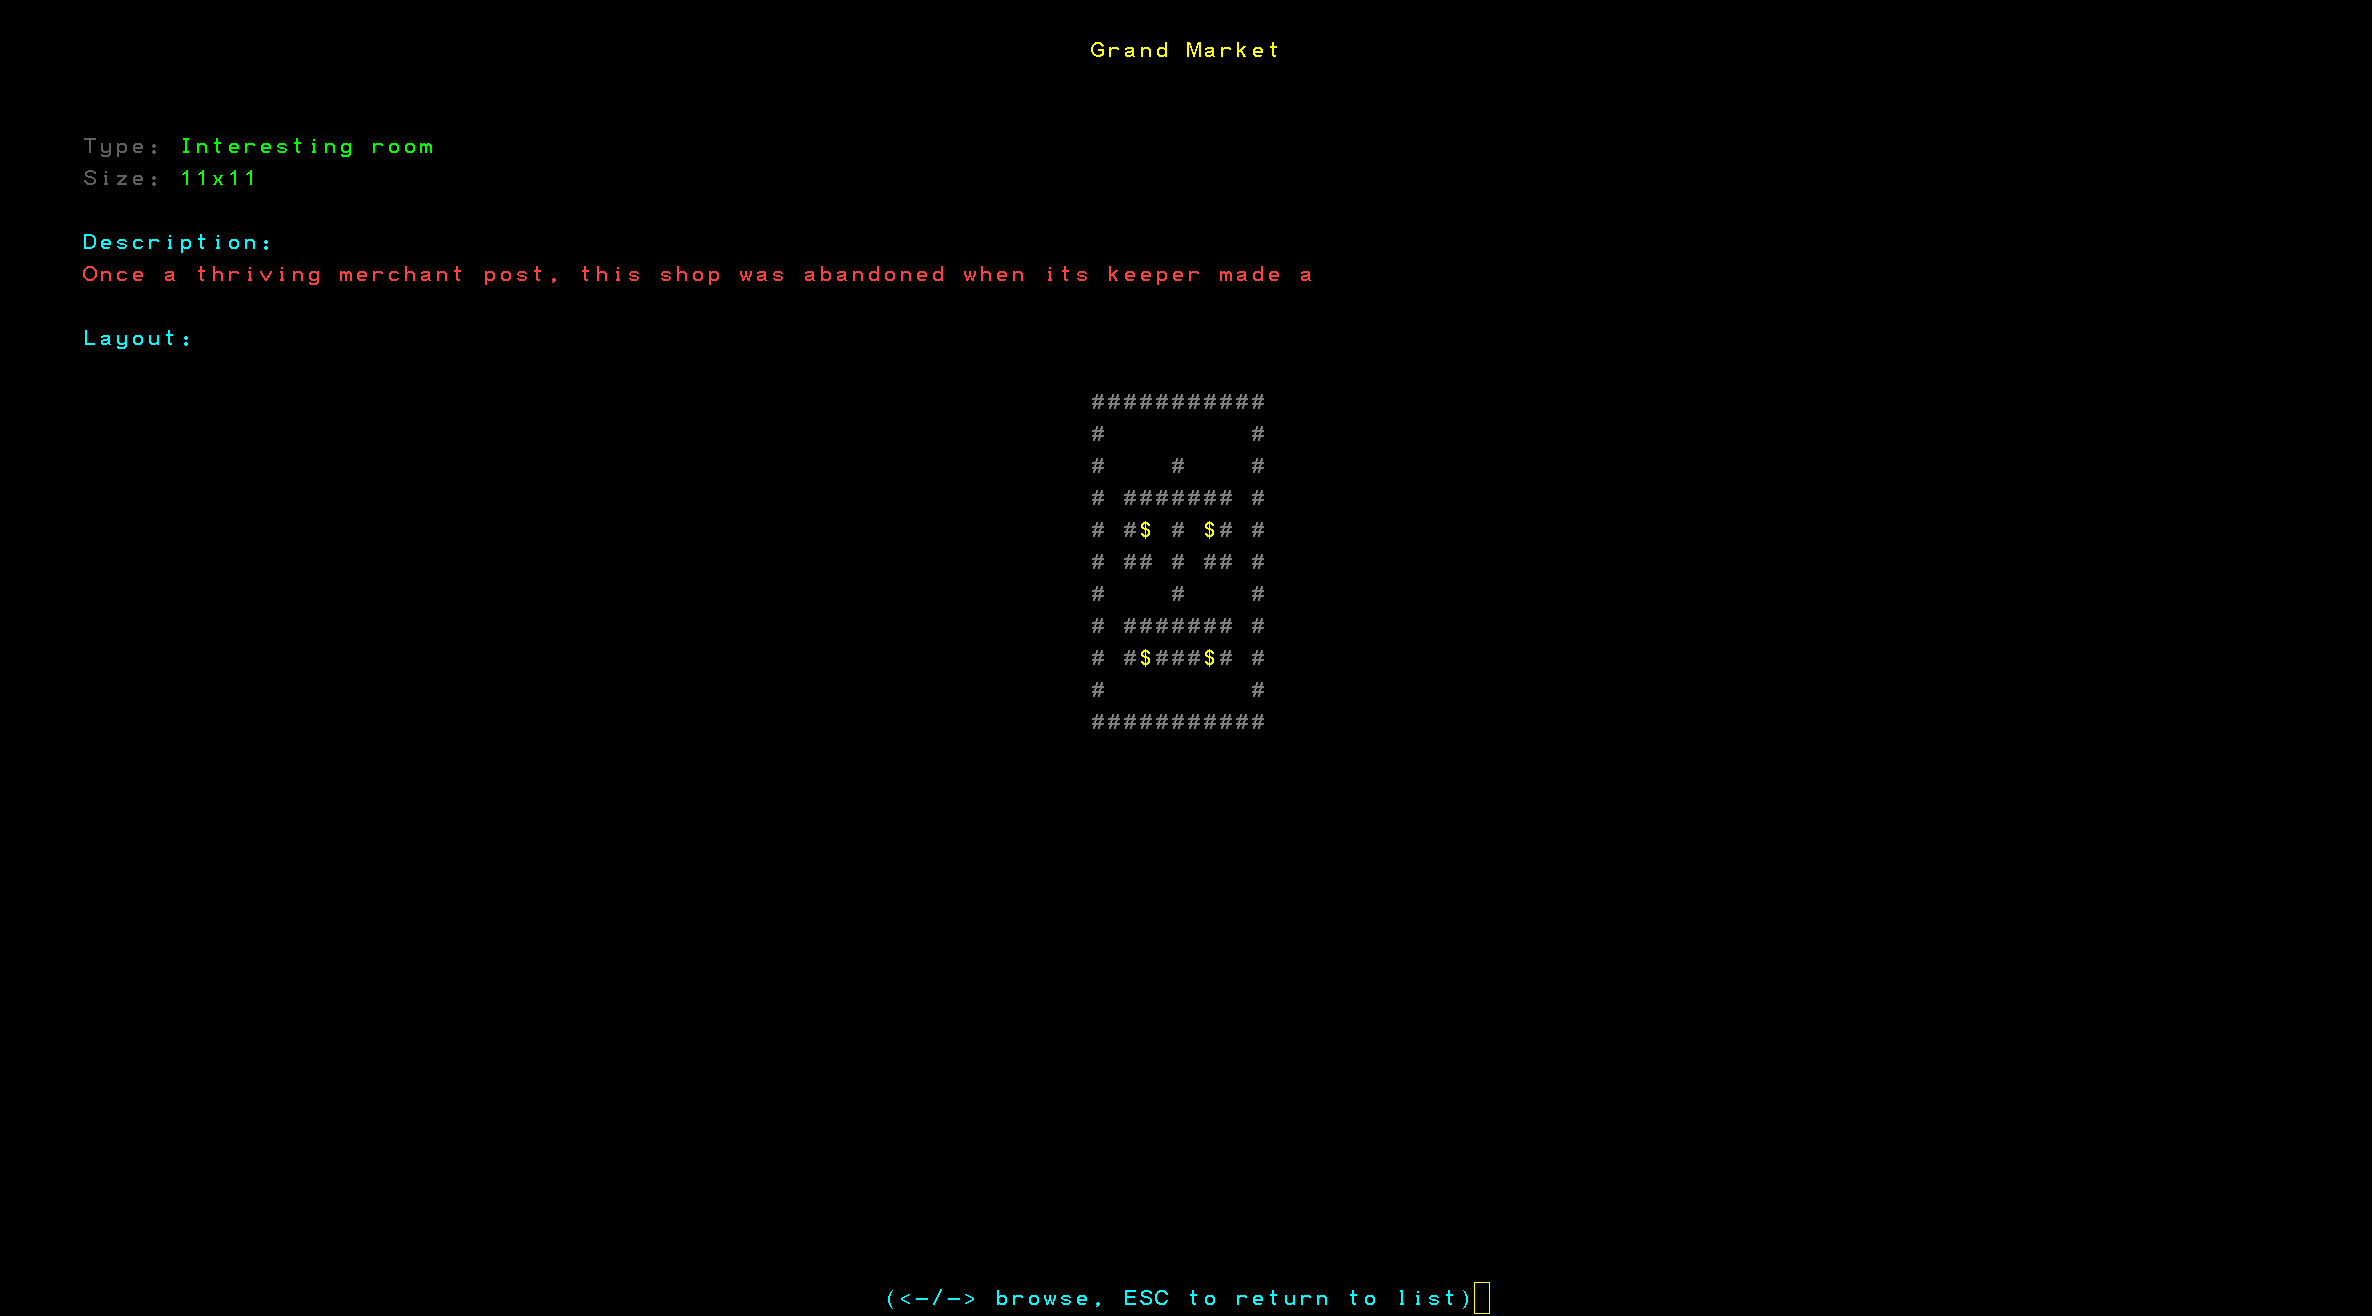 Grand Market
Type: Interesting room
Size: 11x11
Description:
Once a thriving merchant post, this shop was abandoned when its keeper made a
Layout:
###########
#         #
#    #    #
# ####### #
# #$ # $# #
# ## # ## #
#    #    #
# ####### #
# #$###$# #
#         #
###########
(<-/-> browse, ESC to return to list)